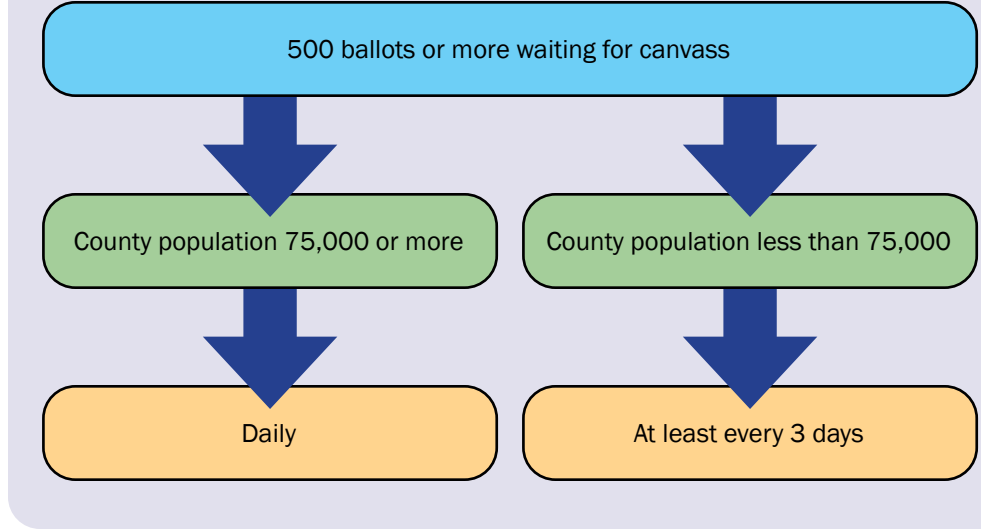 500 ballots or more waiting for canvass
County population 75,000 or more
County population less than 75,000
Daily
At least every 3 days